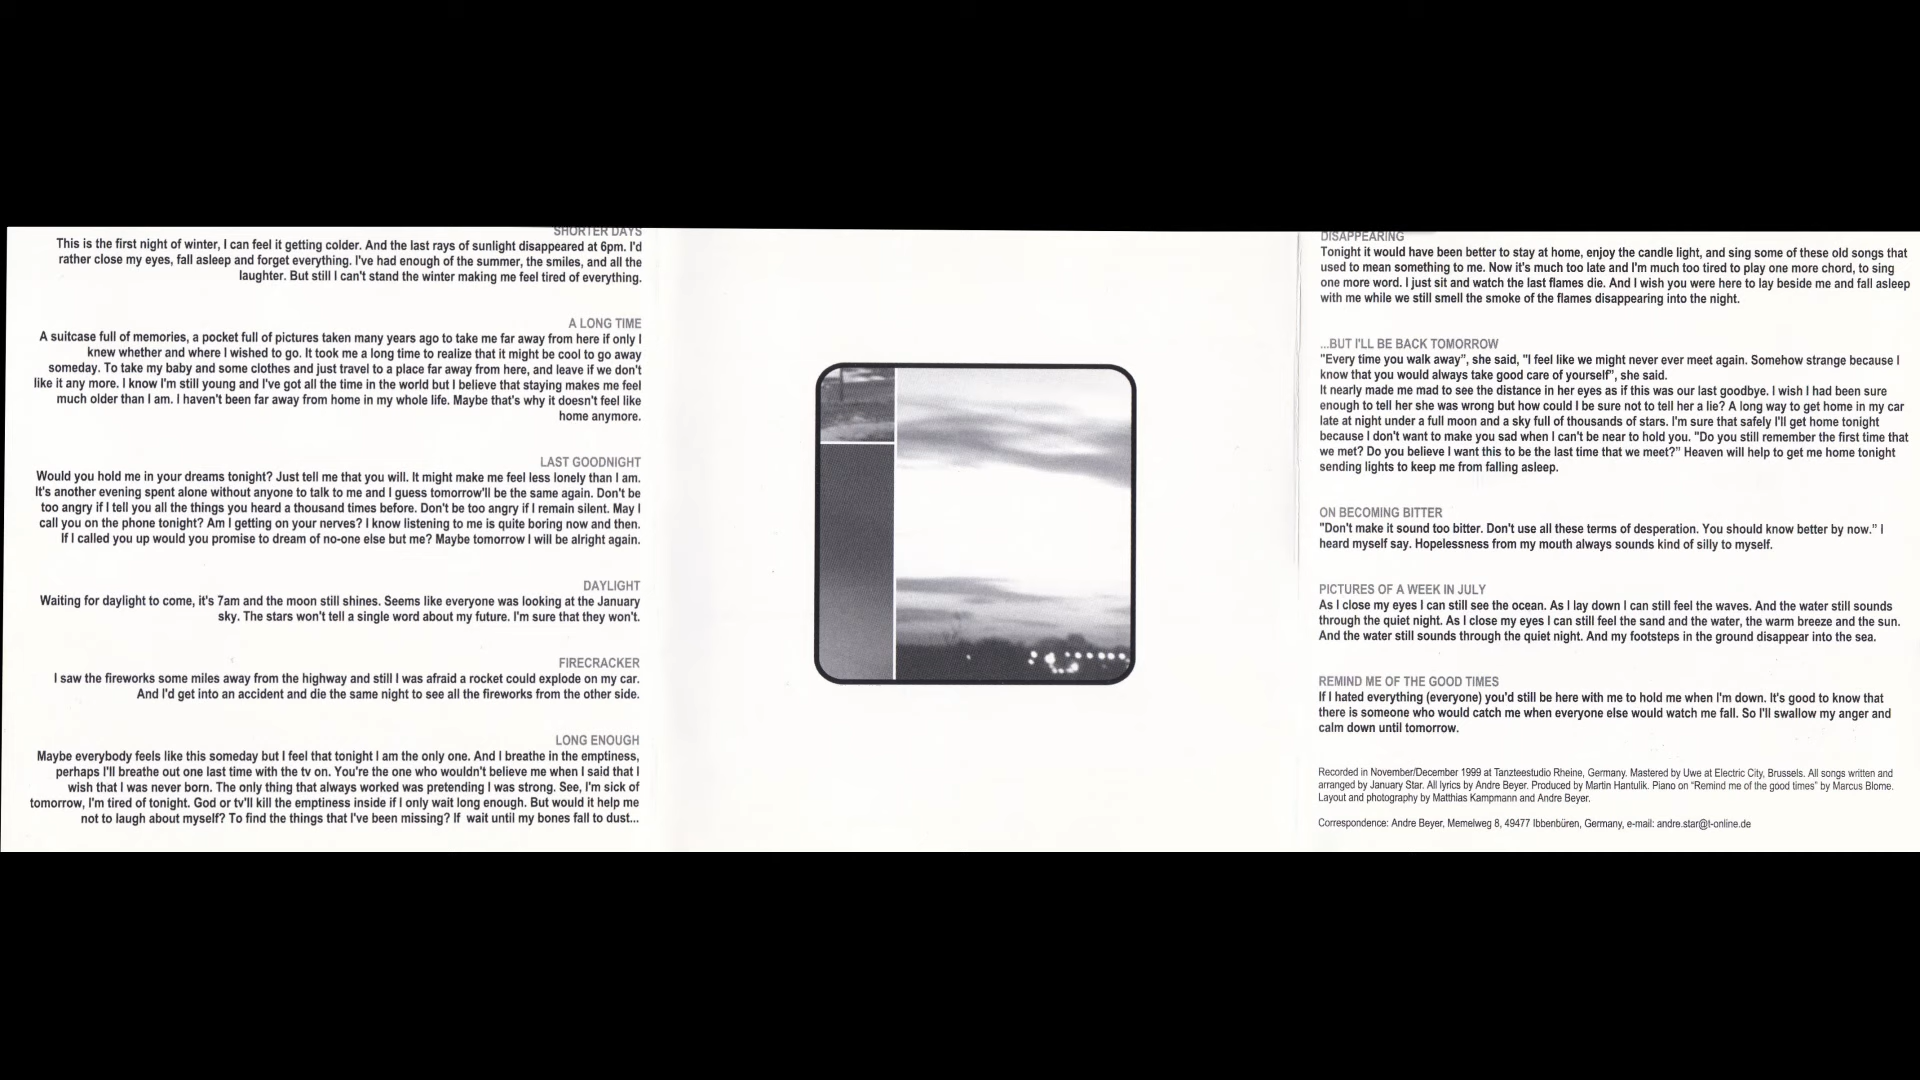 SHORTER DAYS
This is the first night of winter, I can feel it getting colder. And the last rays of sunlight disappeared at 6pm. I'd
rather close my eyes, fall asleep and forget everything. I've had enough of the summer, the smiles, and all the
laughter. But still I can't stand the winter making me feel tired of everything.
A LONG TIME
A suitcase full of memories, a pocket full of pictures taken many years ago to take me far away from here if only I
knew whether and where I wished to go. It took me a long time to realize that it might be cool to go away
someday. To take my baby and some clothes and just travel to a place far away from here, and leave if we don't
like it any more. I know I'm still young and I've got all the time in the world but I believe that staying makes me feel
much older than I am. I haven't been far away from home in my whole life. Maybe that's why it doesn't feel like
home anymore.
LAST GOODNIGHT
Would you hold me in your dreams tonight? Just tell me that you will. It might make me feel less lonely than I am.
It's another evening spent alone without anyone to talk to me and I guess tomorrow'll be the same again. Don't be
too angry if I tell you all the things you heard a thousand times before. Don't be too angry if I remain silent. May I
call you on the phone tonight? Am I getting on your nerves? I know listening to me is quite boring now and then.
If I called you up would you promise to dream of no-one else but me? Maybe tomorrow I will be alright again.
DAYLIGHT
Waiting for daylight to come, it's 7am and the moon still shines. Seems like everyone was looking at the January
sky. The stars won't tell a single word about my future. I'm sure that they won't.
FIRECRACKER
I saw the fireworks some miles away from the highway and still I was afraid a rocket could explode on my car.
And I'd get into an accident and die the same night to see all the fireworks from the other side.
LONG ENOUGH
Maybe everybody feels like this someday but I feel that tonight I am the only one. And I breathe in the emptiness,
perhaps I'll breathe out one last time with the tv on. You're the one who wouldn't believe me when I said that I
wish that I was never born. The only thing that always worked was pretending I was strong. See, I'm sick of
tomorrow, I'm tired of tonight. God or tv'll kill the emptiness inside if I only wait long enough. But would it help me
not to laugh about myself? To find the things that I've been missing? If wait until my bones fall to dust...
DISAPPEARING
Tonight it would have been better to stay at home, enjoy the candle light, and sing some of these old songs that
used to mean something to me. Now it's much too late and I'm much too tired to play one more chord, to sing
one more word. I just sit and watch the last flames die. And I wish you were here to lay beside me and fall asleep
with me while we still smell the smoke of the flames disappearing into the night.
...BUT I'LL BE BACK TOMORROW
"Every time you walk away", she said, "I feel like we might never ever meet again. Somehow strange because I
know that you would always take good care of yourself", she said.
It nearly made me mad to see the distance in her eyes as if this was our last goodbye. I wish I had been sure
enough to tell her she was wrong but how could I be sure not to tell her a lie? A long way to get home in my car
late at night under a full moon and a sky full of thousands of stars. I'm sure that safely I'll get home tonight
because I don't want to make you sad when I can't be near to hold you. "Do you still remember the first time that
we met? Do you believe I want this to be the last time that we meet?" Heaven will help to get me home tonight
sending lights to keep me from falling asleep.
ON BECOMING BITTER
"Don't make it sound too bitter. Don't use all these terms of desperation. You should know better by now." I
heard myself say. Hopelessness from my mouth always sounds kind of silly to myself.
PICTURES OF A WEEK IN JULY
As I close my eyes I can still see the ocean. As I lay down I can still feel the waves. And the water still sounds
through the quiet night. As I close my eyes I can still feel the sand and the water, the warm breeze and the sun.
And the water still sounds through the quiet night. And my footsteps in the ground disappear into the sea.
REMIND ME OF THE GOOD TIMES
If I hated everything (everyone) you'd still be here with me to hold me when I'm down. It's good to know that
there is someone who would catch me when everyone else would watch me fall. So I'll swallow my anger and
calm down until tomorrow.
Recorded in November/December 1999 at Tanzteestudio Rheine, Germany. Mastered by Uwe at Electric City, Brussels. All songs written and
arranged by January Star. All lyrics by Andre Beyer. Produced by Martin Hantulik. Piano on "Remind me of the good times" by Marcus Blome.
Layout and photography by Matthias Kampmann and Andre Beyer.
Correspondence: Andre Beyer, Memelweg 8, 49477 Ibbenbüren, Germany, e-mail: andre.star@t-online.de